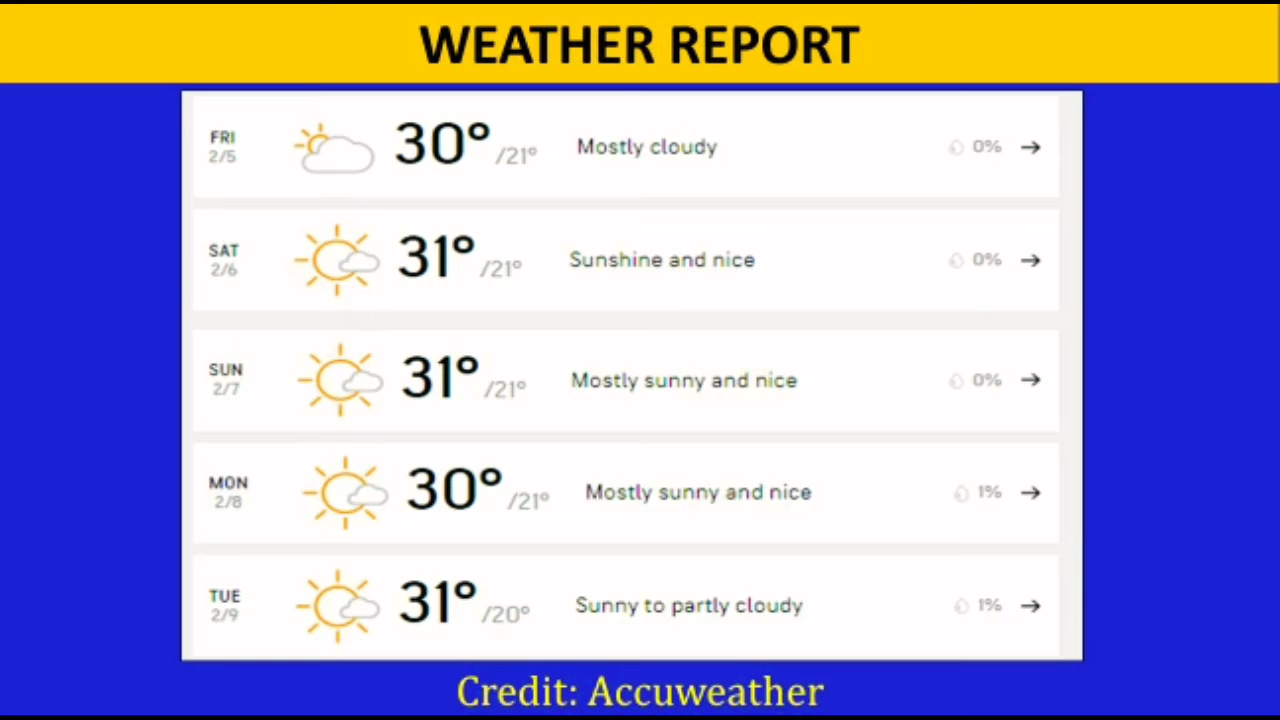 WEATHER REPORT
FRI
2/5
30° /21° Mostly cloudy 0% →
SAT
2/6
31° /21° Sunshine and nice 0% →
SUN
2/7
31° /21° Mostly sunny and nice 0% →
MON
2/8
30° /21° Mostly sunny and nice 1% →
TUE
2/9
31° /20° Sunny to partly cloudy 1% →
Credit: Accuweather